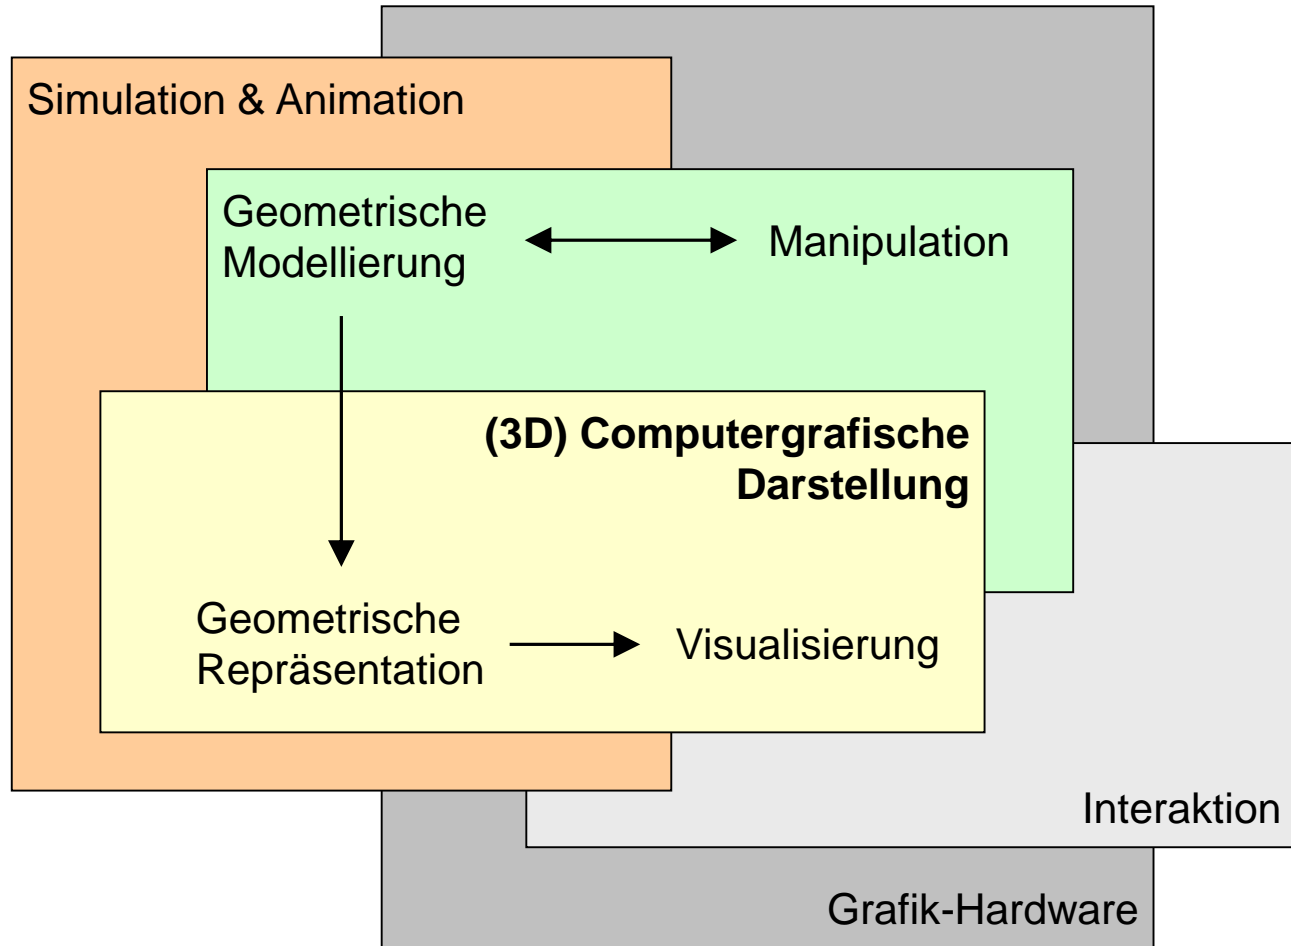 Simulation & Animation
Geometrische
Modellierung
Manipulation
(3D) Computergrafische
Darstellung
Geometrische
Repräsentation
Visualisierung
Interaktion
Grafik-Hardware